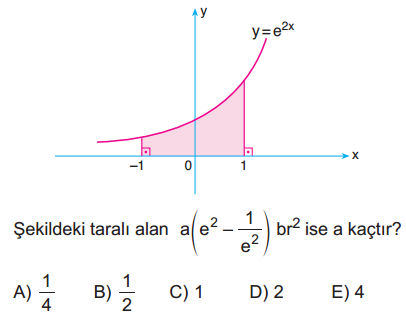 y
y=e²ˣ
x
–1 0 1
Şekildeki taralı alan a(e² – 1/e²) br² ise a kaçtır?
A) 1/4 B) 1/2 C) 1 D) 2 E) 4